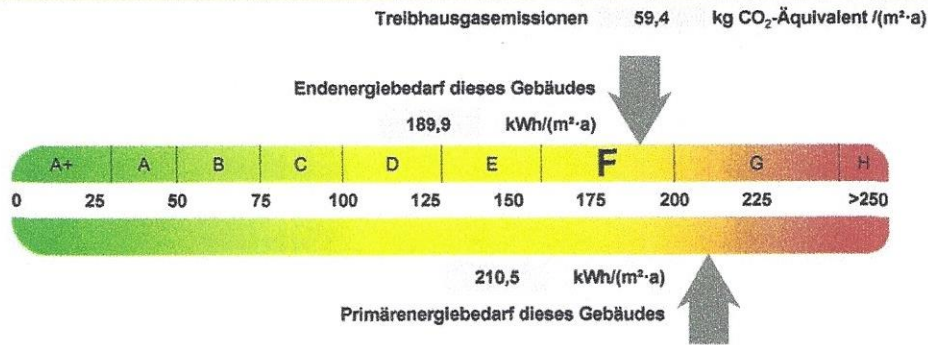 Treibhausgasemissionen 59,4 kg CO₂-Äquivalent /(m²·a)
Endenergiebedarf dieses Gebäudes
189,9 kWh/(m²·a)
A+ A B C D E F G H
0 25 50 75 100 125 150 175 200 225 >250
210,5 kWh/(m²·a)
Primärenergiebedarf dieses Gebäudes